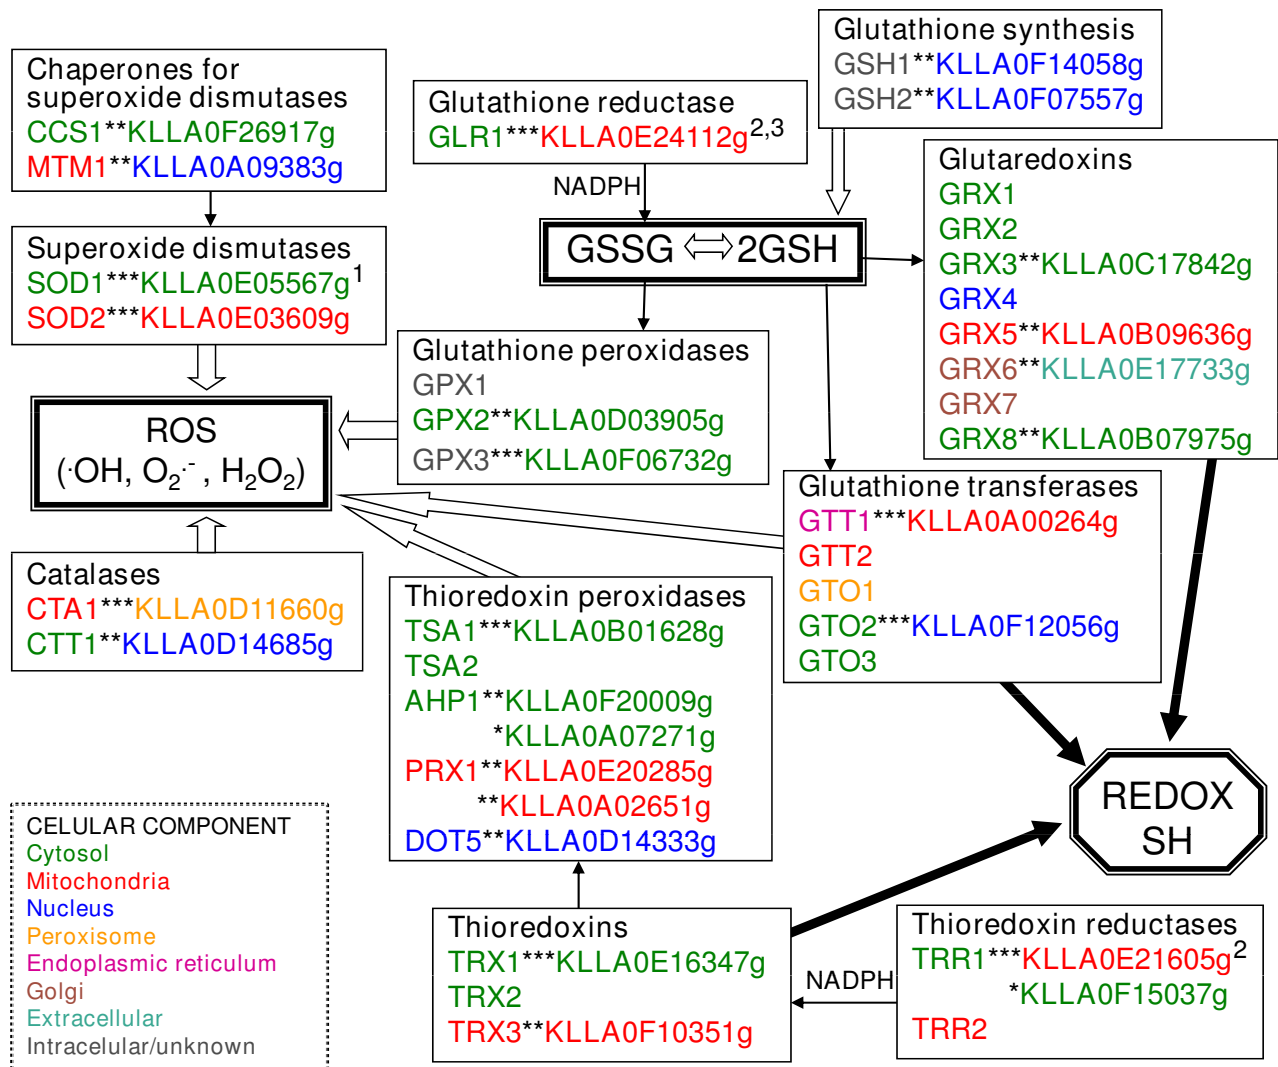 Chaperones for
superoxide dismutases
CCS1**KLLA0F26917g
MTM1**KLLA0A09383g
Glutathione reductase
GLR1***KLLA0E24112g2,3
NADPH
Glutathione synthesis
GSH1**KLLA0F14058g
GSH2**KLLA0F07557g
Superoxide dismutases
SOD1***KLLA0E05567g1
SOD2***KLLA0E03609g
GSSG ⇔ 2GSH
Glutaredoxins
GRX1
GRX2
GRX3**KLLA0C17842g
GRX4
GRX5**KLLA0B09636g
GRX6**KLLA0E17733g
GRX7
GRX8**KLLA0B07975g
ROS
(·OH, O2·-, H2O2)
Glutathione peroxidases
GPX1
GPX2**KLLA0D03905g
GPX3***KLLA0F06732g
Glutathione transferases
GTT1***KLLA0A00264g
GTT2
GTO1
GTO2***KLLA0F12056g
GTO3
Catalases
CTA1***KLLA0D11660g
CTT1**KLLA0D14685g
Thioredoxin peroxidases
TSA1***KLLA0B01628g
TSA2
AHP1**KLLA0F20009g
*KLLA0A07271g
PRX1**KLLA0E20285g
**KLLA0A02651g
DOT5**KLLA0D14333g
REDOX
SH
CELULAR COMPONENT
Cytosol
Mitochondria
Nucleus
Peroxisome
Endoplasmic reticulum
Golgi
Extracellular
Intracelular/unknown
Thioredoxins
TRX1***KLLA0E16347g
TRX2
TRX3**KLLA0F10351g
NADPH
Thioredoxin reductases
TRR1***KLLA0E21605g2
*KLLA0F15037g
TRR2